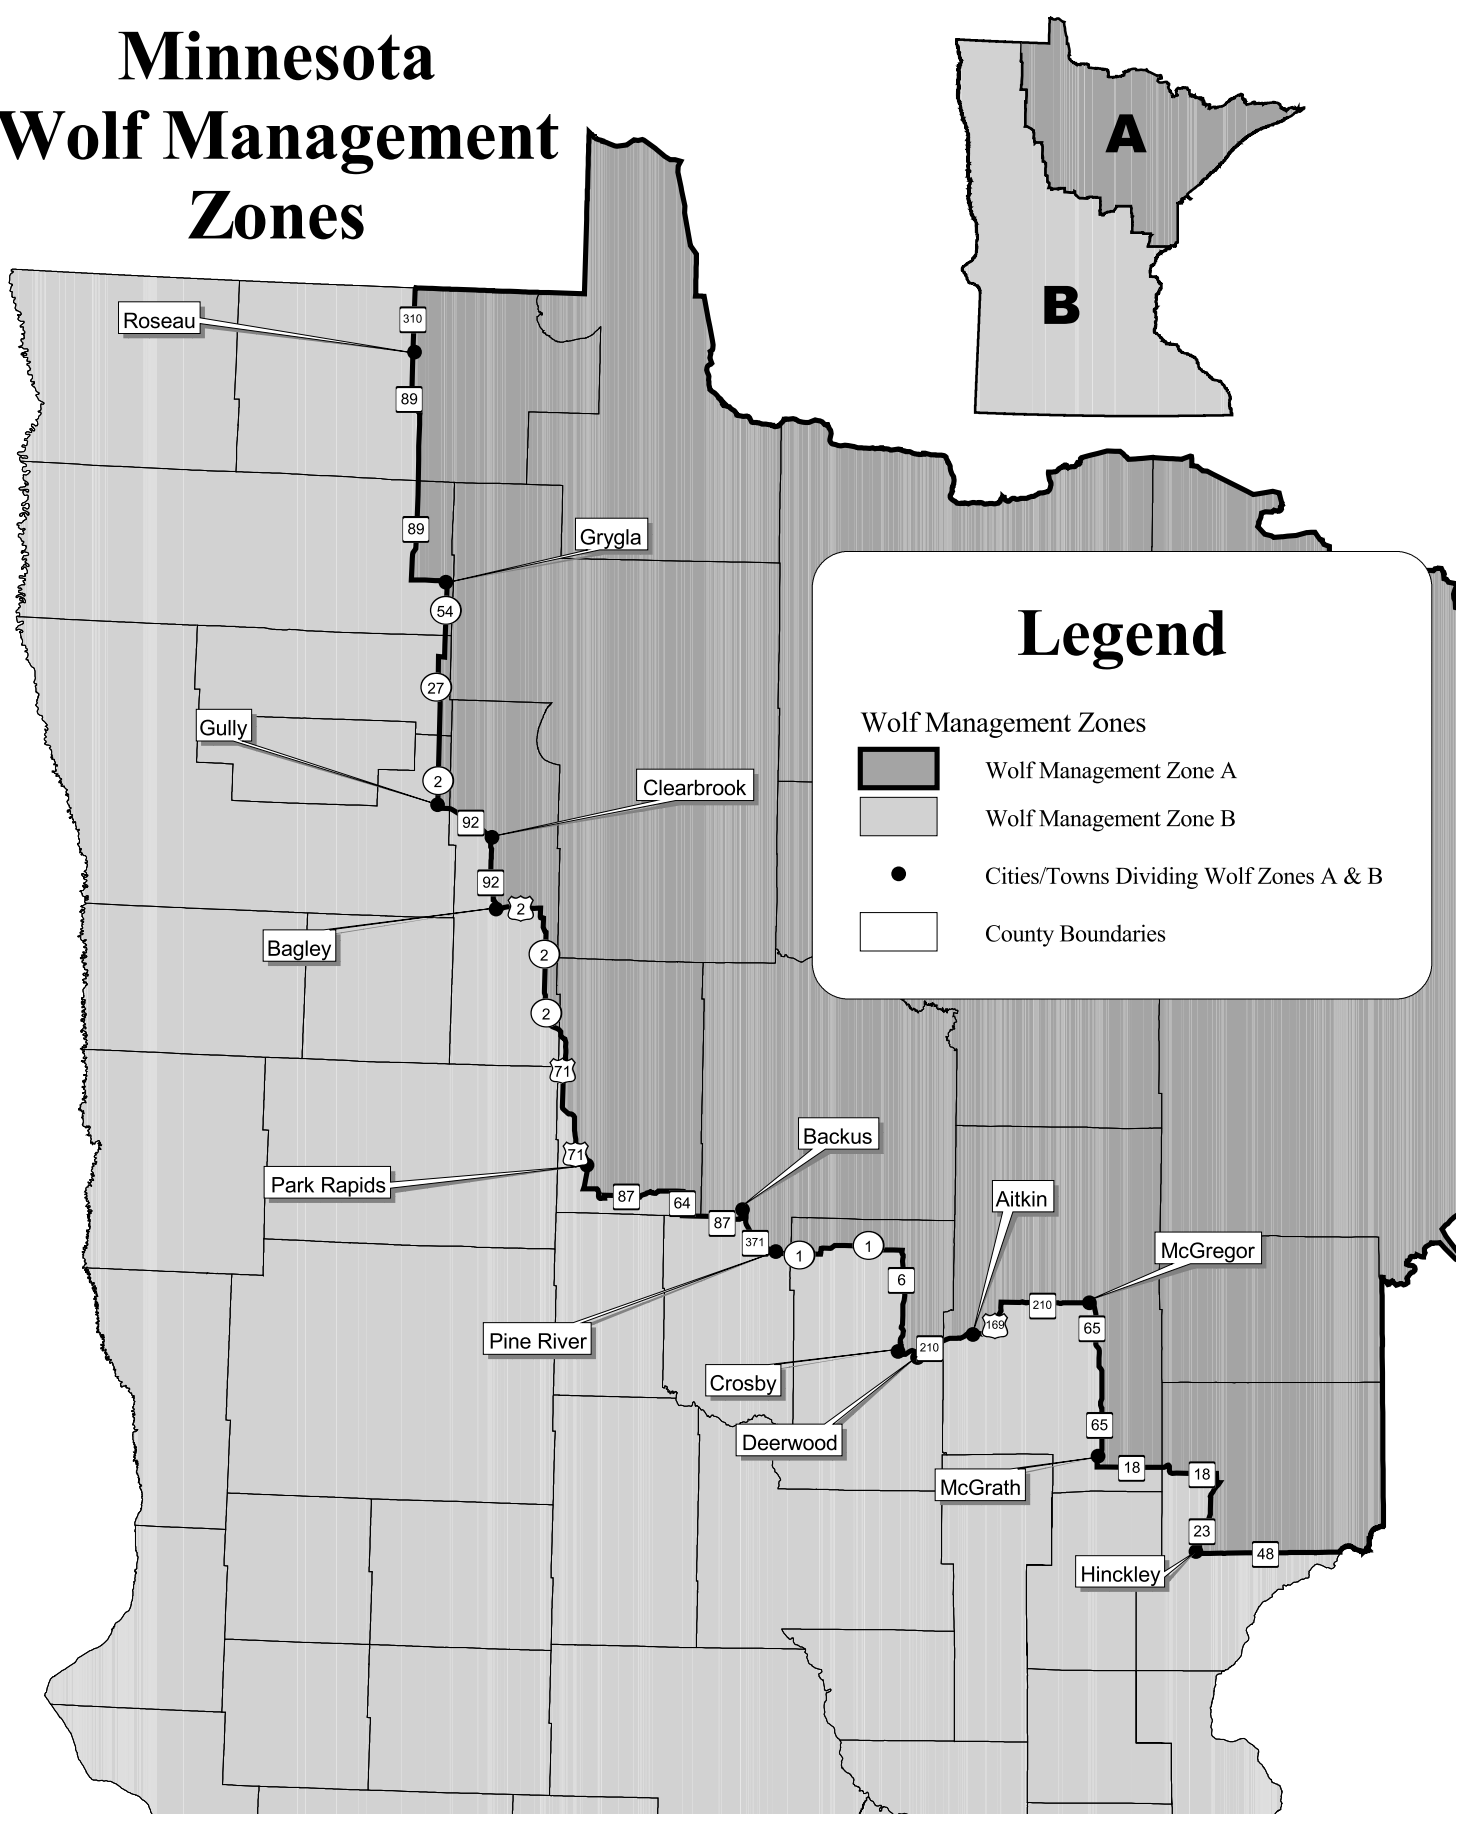 Minnesota
Wolf Management
Zones
A
B
Roseau
310
89
89
Grygla
54
27
Gully
2
92
Clearbrook
92
Bagley
2
2
2
71
71
Park Rapids
87
64
87
Backus
371
Pine River
1
1
6
Aitkin
McGregor
169
210
65
210
Crosby
Deerwood
65
McGrath
18
18
23
Hinckley
48
Legend
Wolf Management Zones
Wolf Management Zone A
Wolf Management Zone B
Cities/Towns Dividing Wolf Zones A & B
County Boundaries